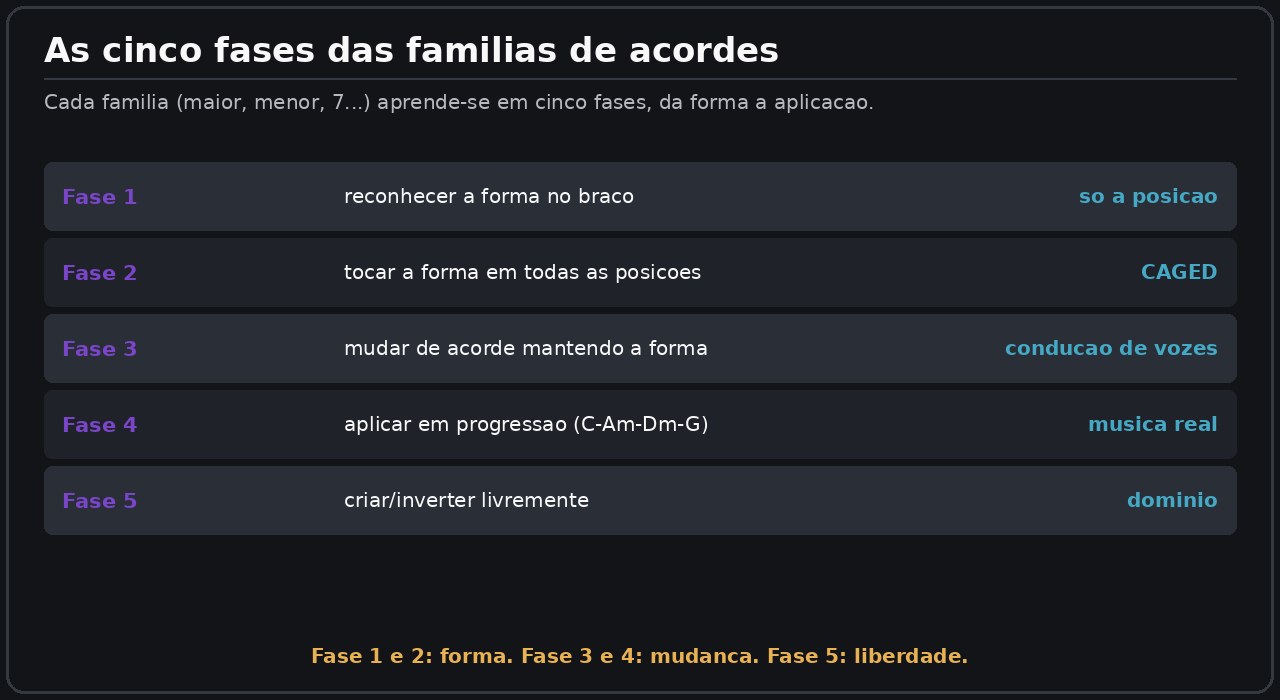 As cinco fases das familias de acordes
Cada familia (maior, menor, 7...) aprende-se em cinco fases, da forma a aplicacao.
Fase 1 reconhecer a forma no braco so a posicao
Fase 2 tocar a forma em todas as posicoes CAGED
Fase 3 mudar de acorde mantendo a forma conducao de vozes
Fase 4 aplicar em progressao (C-Am-Dm-G) musica real
Fase 5 criar/inverter livremente dominio
Fase 1 e 2: forma. Fase 3 e 4: mudanca. Fase 5: liberdade.